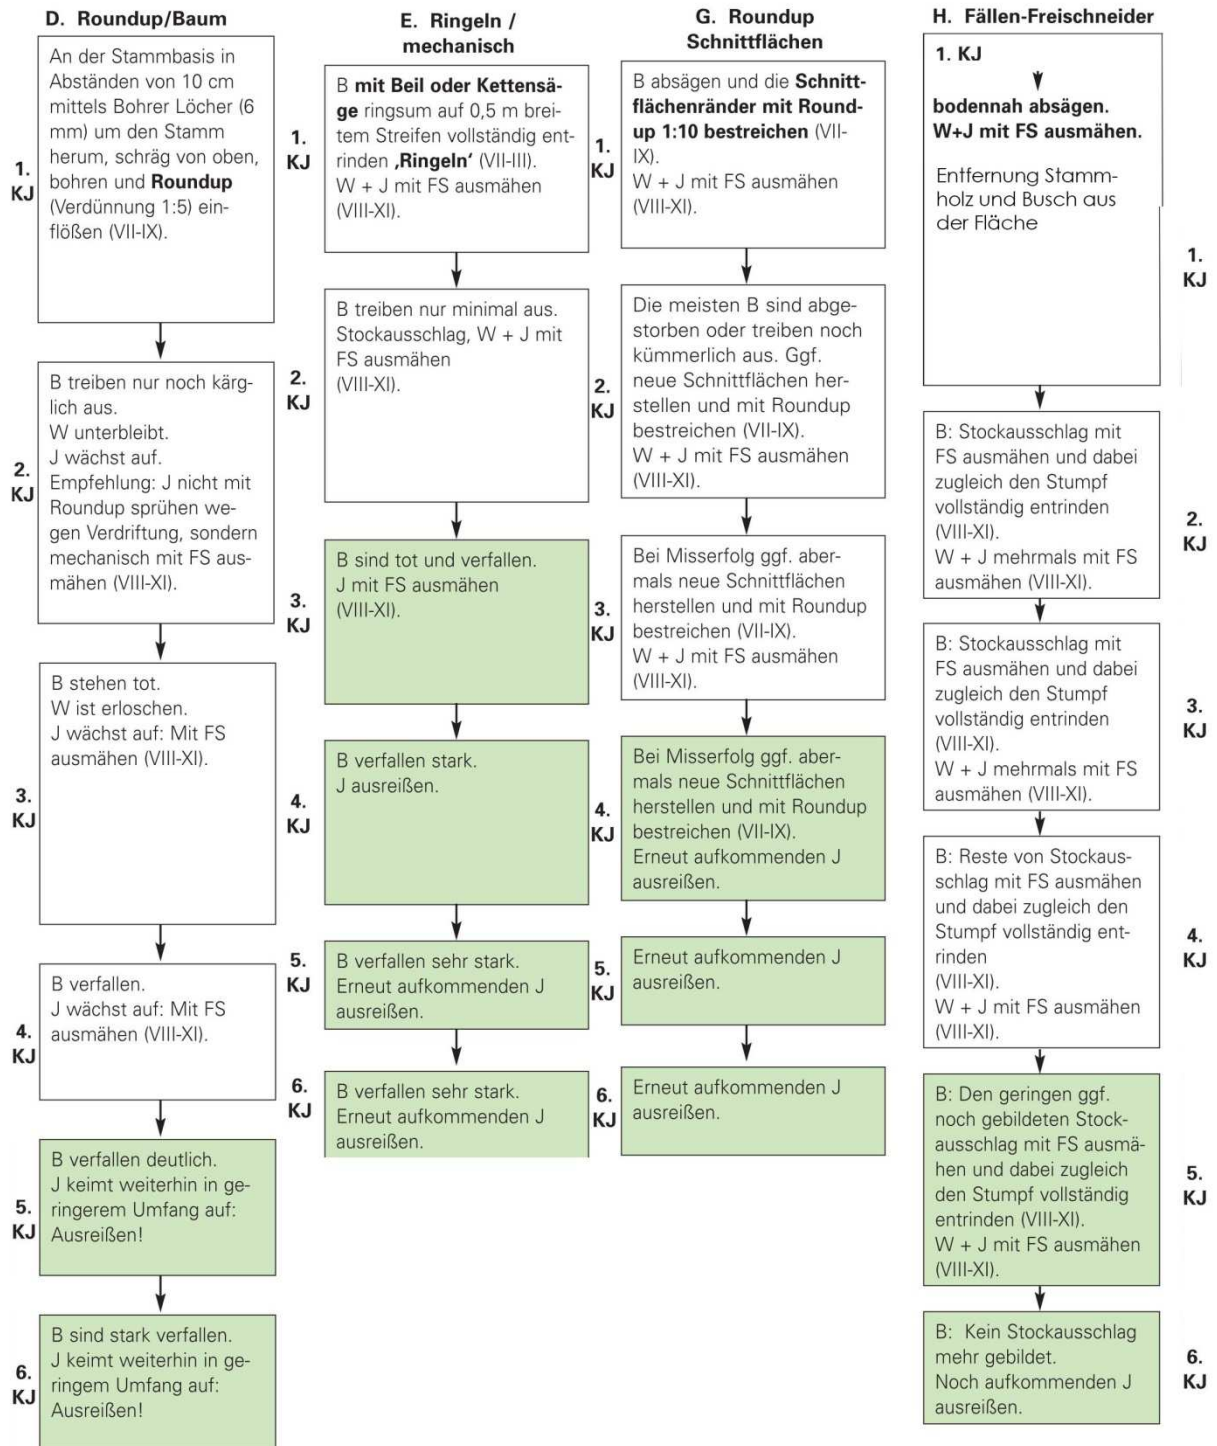 D. Roundup/Baum
1.
KJ
An der Stammbasis in
Abständen von 10 cm
mittels Bohrer Löcher (6
mm) um den Stamm
herum, schräg von oben,
bohren und Roundup
(Verdünnung 1:5) ein-
flößen (VII-IX).
2.
KJ
B treiben nur noch kärg-
lich aus.
W unterbleibt.
J wächst auf.
Empfehlung: J nicht mit
Roundup sprühen we-
gen Verdriftung, sondern
mechanisch mit FS aus-
mähen (VIII-XI).
3.
KJ
B stehen tot.
W ist erloschen.
J wächst auf: Mit FS
ausmähen (VIII-XI).
4.
KJ
B verfallen.
J wächst auf: Mit FS
ausmähen (VIII-XI).
5.
KJ
B verfallen deutlich.
J keimt weiterhin in ge-
ringerem Umfang auf:
Ausreißen!
6.
KJ
B sind stark verfallen.
J keimt weiterhin in ge-
ringem Umfang auf:
Ausreißen!
E. Ringeln /
mechanisch
1.
KJ
B mit Beil oder Kettensä-
ge ringsum auf 0,5 m brei-
tem Streifen vollständig ent-
rinden ‚Ringeln' (VII-III).
W + J mit FS ausmähen
(VIII-XI).
2.
KJ
B treiben nur minimal aus.
Stockausschlag, W + J mit
FS ausmähen
(VIII-XI).
3.
KJ
B sind tot und verfallen.
J mit FS ausmähen
(VIII-XI).
4.
KJ
B verfallen stark.
J ausreißen.
5.
KJ
B verfallen sehr stark.
Erneut aufkommenden J
ausreißen.
6.
KJ
B verfallen sehr stark.
Erneut aufkommenden J
ausreißen.
G. Roundup
Schnittflächen
1.
KJ
B absägen und die Schnitt-
flächenränder mit Round-
up 1:10 bestreichen (VII-
IX).
W + J mit FS ausmähen
(VIII-XI).
2.
KJ
Die meisten B sind abge-
storben oder treiben noch
kümmerlich aus. Ggf.
neue Schnittflächen her-
stellen und mit Roundup
bestreichen (VII-IX).
W + J mit FS ausmähen
(VIII-XI).
3.
KJ
Bei Misserfolg ggf. aber-
mals neue Schnittflächen
herstellen und mit Roundup
bestreichen (VII-IX).
W + J mit FS ausmähen
(VIII-XI).
4.
KJ
Bei Misserfolg ggf. aber-
mals neue Schnittflächen
herstellen und mit Roundup
bestreichen (VII-IX).
Erneut aufkommenden J
ausreißen.
5.
KJ
Erneut aufkommenden J
ausreißen.
6.
KJ
Erneut aufkommenden J
ausreißen.
H. Fällen-Freischneider
1. KJ
bodennah absägen.
W+J mit FS ausmähen.
Entfernung Stamm-
holz und Busch aus
der Fläche
1.
KJ
B: Stockausschlag mit
FS ausmähen und dabei
zugleich den Stumpf
vollständig entrinden
(VIII-XI).
W + J mehrmals mit FS
ausmähen (VIII-XI).
2.
KJ
B: Stockausschlag mit
FS ausmähen und dabei
zugleich den Stumpf
vollständig entrinden
(VIII-XI).
W + J mehrmals mit FS
ausmähen (VIII-XI).
3.
KJ
B: Reste von Stockaus-
schlag mit FS ausmähen
und dabei zugleich den
Stumpf vollständig ent-
rinden
(VIII-XI).
W + J mit FS ausmähen
(VIII-XI).
4.
KJ
B: Den geringen ggf.
noch gebildeten Stock-
ausschlag mit FS ausmä-
hen und dabei zugleich
den Stumpf vollständig
entrinden (VIII-XI).
W + J mit FS ausmähen
(VIII-XI).
5.
KJ
B: Kein Stockausschlag
mehr gebildet.
Noch aufkommenden J
ausreißen.
6.
KJ